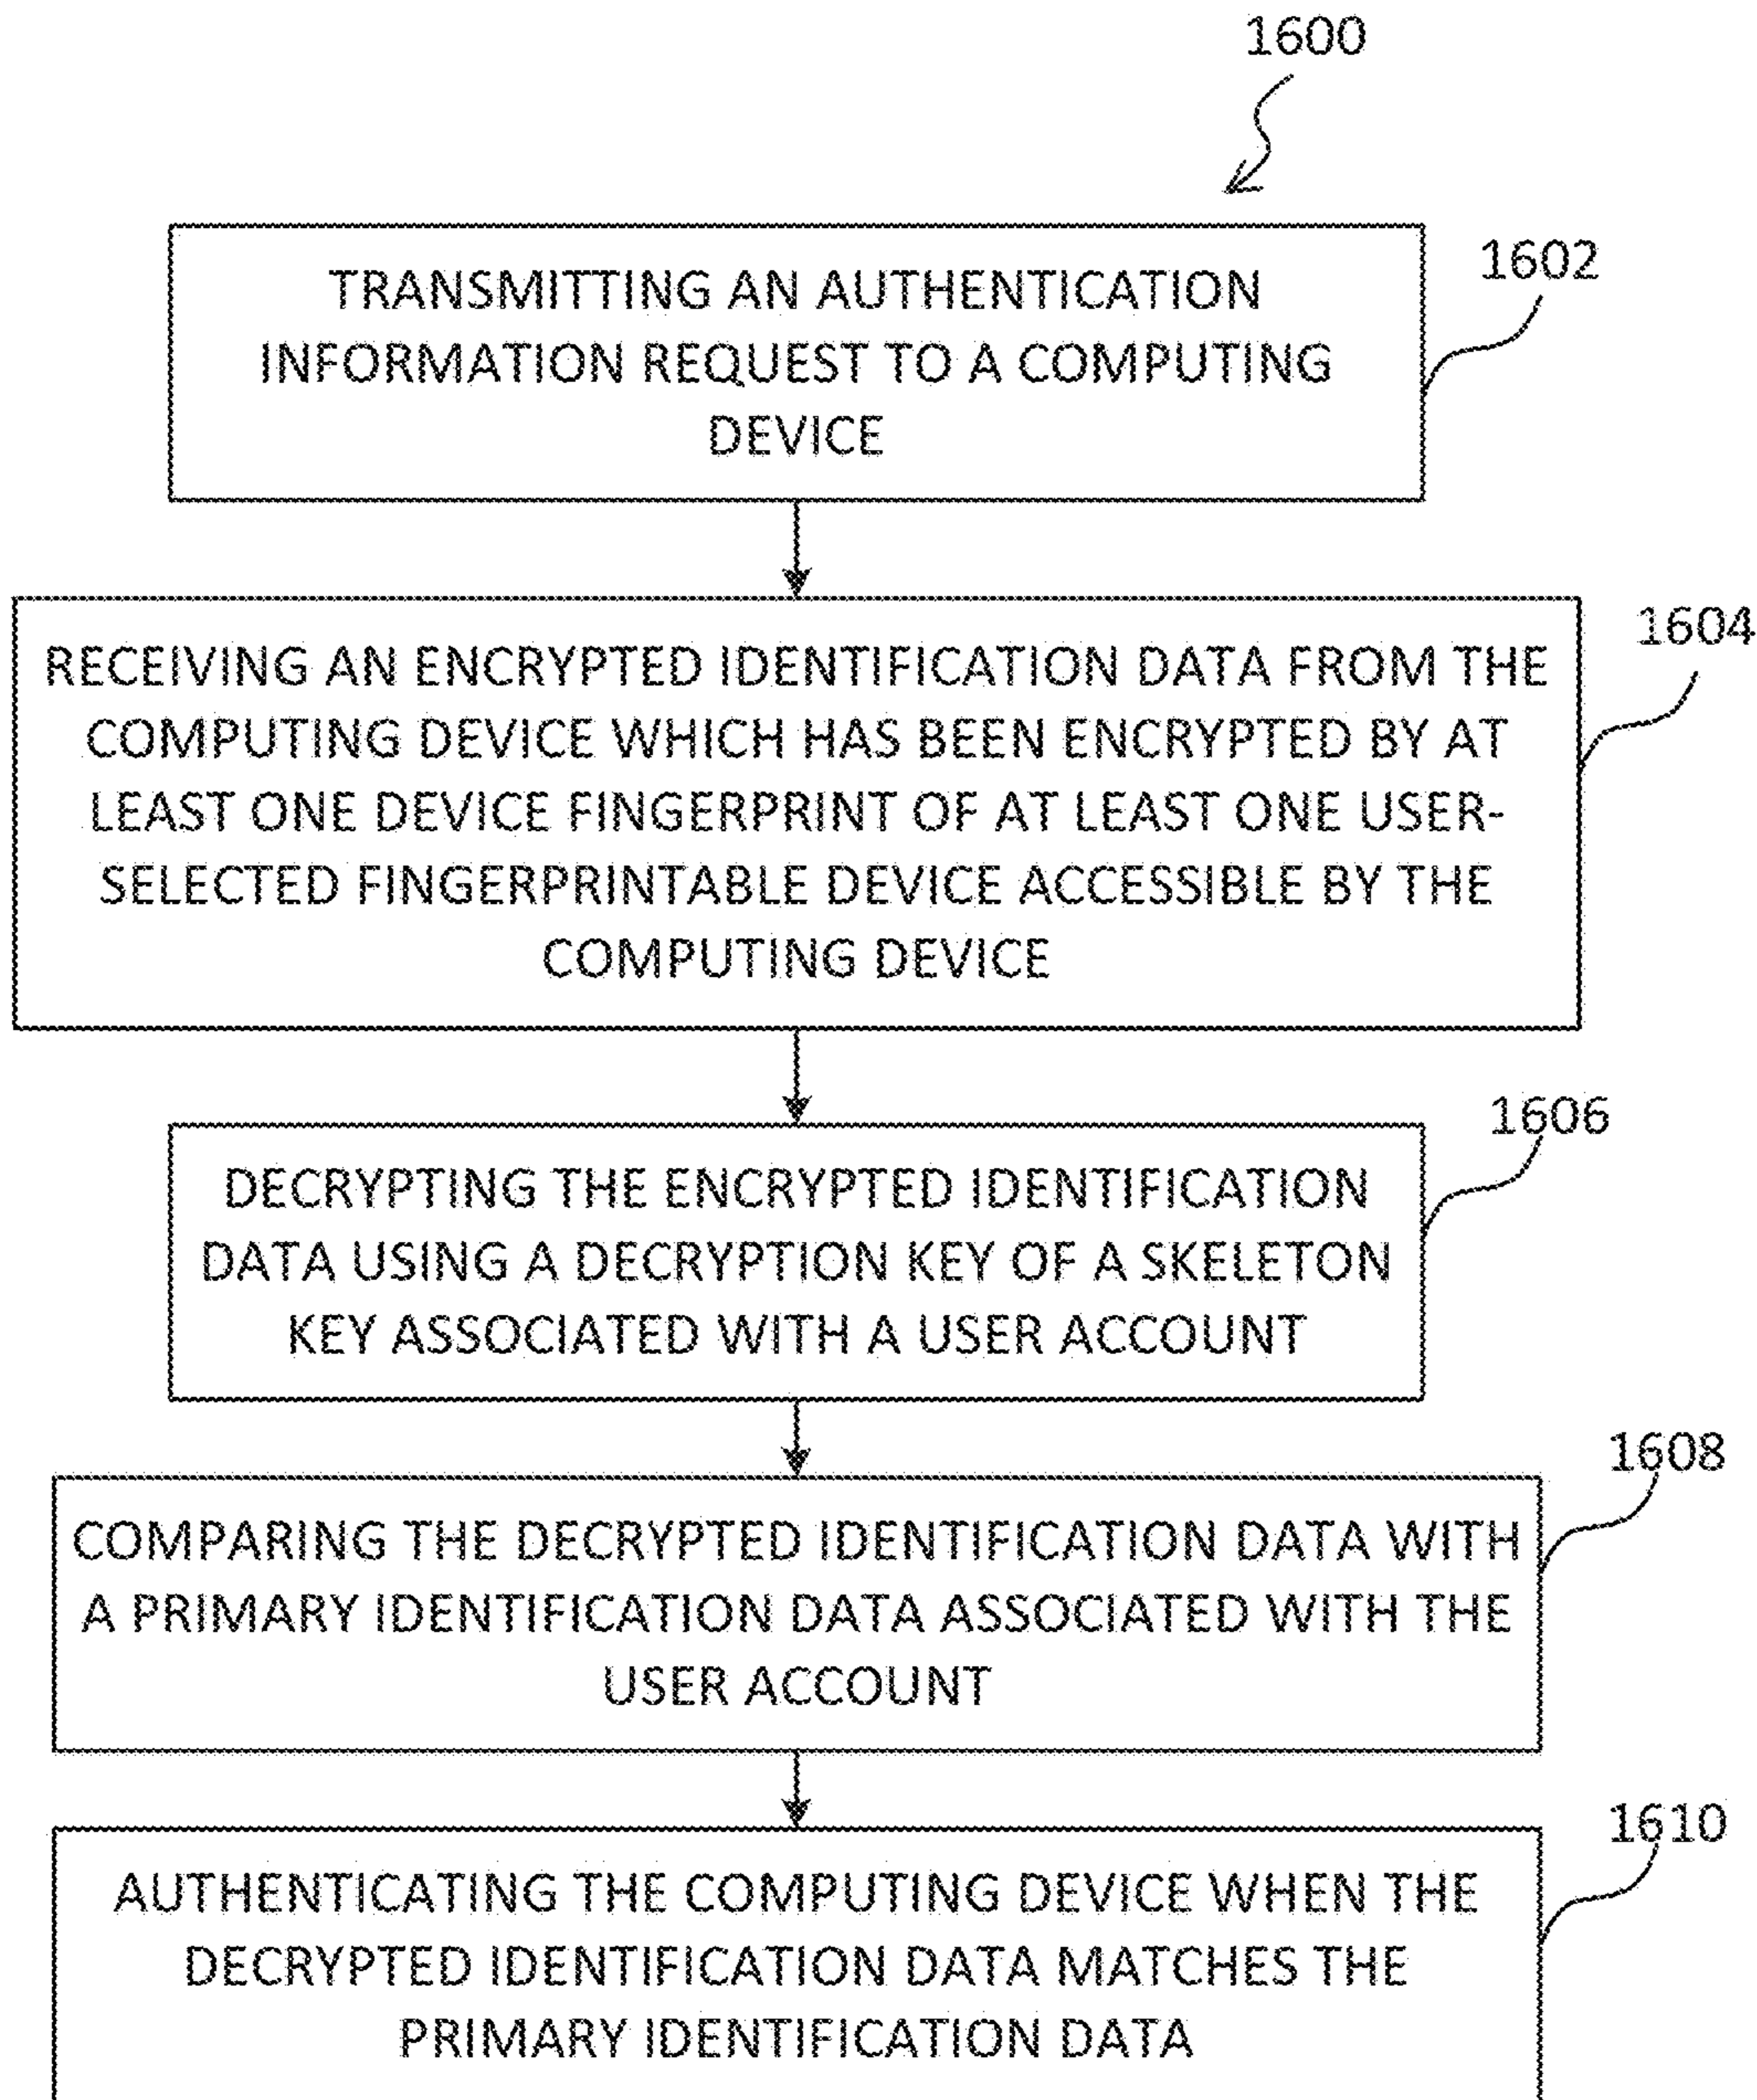 1600
1602
TRANSMITTING AN AUTHENTICATION
INFORMATION REQUEST TO A COMPUTING
DEVICE
1604
RECEIVING AN ENCRYPTED IDENTIFICATION DATA FROM THE
COMPUTING DEVICE WHICH HAS BEEN ENCRYPTED BY AT
LEAST ONE DEVICE FINGERPRINT OF AT LEAST ONE USER-
SELECTED FINGERPRINTABLE DEVICE ACCESSIBLE BY THE
COMPUTING DEVICE
1606
DECRYPTING THE ENCRYPTED IDENTIFICATION
DATA USING A DECRYPTION KEY OF A SKELETON
KEY ASSOCIATED WITH A USER ACCOUNT
1608
COMPARING THE DECRYPTED IDENTIFICATION DATA WITH
A PRIMARY IDENTIFICATION DATA ASSOCIATED WITH THE
USER ACCOUNT
1610
AUTHENTICATING THE COMPUTING DEVICE WHEN THE
DECRYPTED IDENTIFICATION DATA MATCHES THE
PRIMARY IDENTIFICATION DATA